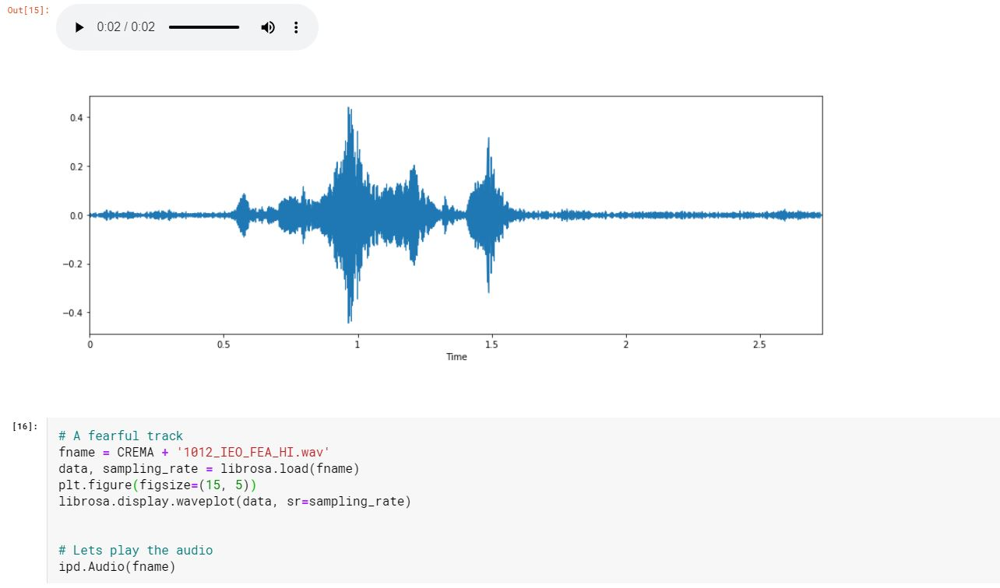 Out[15]:
0:02 / 0:02
0.4
0.2
0.0
−0.2
−0.4
0 0.5 1 1.5 2 2.5
Time
[16]:
# A fearful track
fname = CREMA + '1012_IEO_FEA_HI.wav'
data, sampling_rate = librosa.load(fname)
plt.figure(figsize=(15, 5))
librosa.display.waveplot(data, sr=sampling_rate)
# Lets play the audio
ipd.Audio(fname)